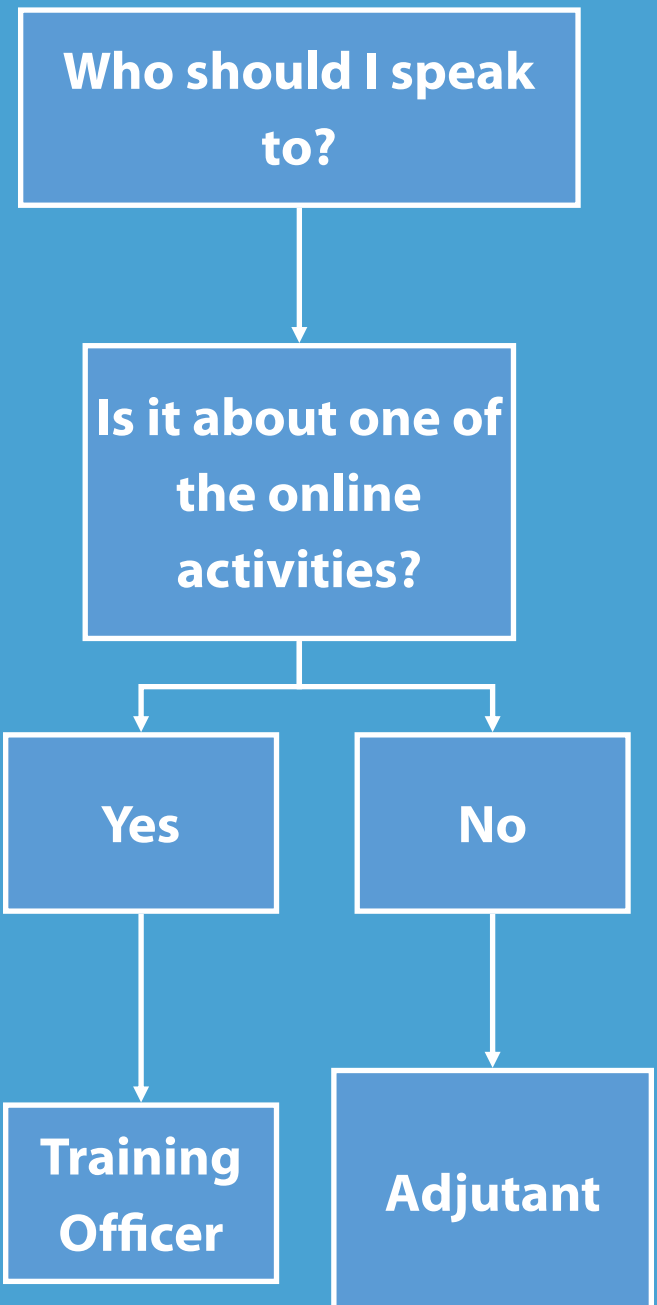 Who should I speak
to?
Is it about one of
the online
activities?
Yes
No
Training
Officer
Adjutant